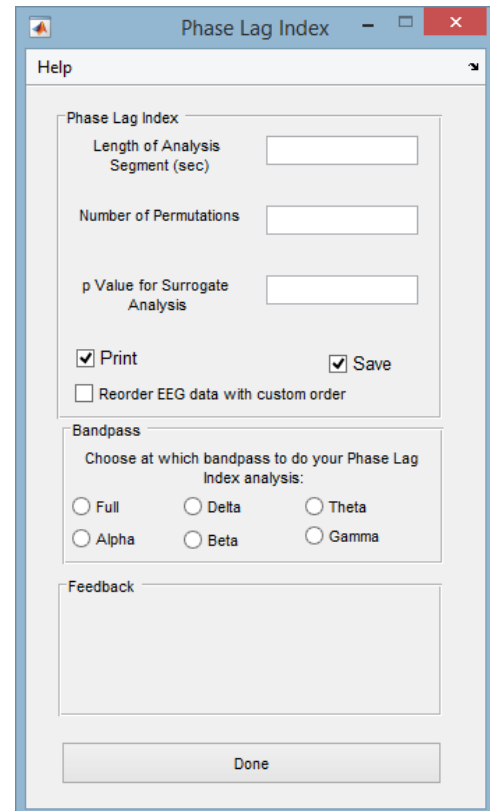 Phase Lag Index
Help
Phase Lag Index
Length of Analysis
Segment (sec)
Number of Permutations
p Value for Surrogate
Analysis
Print
Save
Reorder EEG data with custom order
Bandpass
Choose at which bandpass to do your Phase Lag
Index analysis:
Full
Delta
Theta
Alpha
Beta
Gamma
Feedback
Done